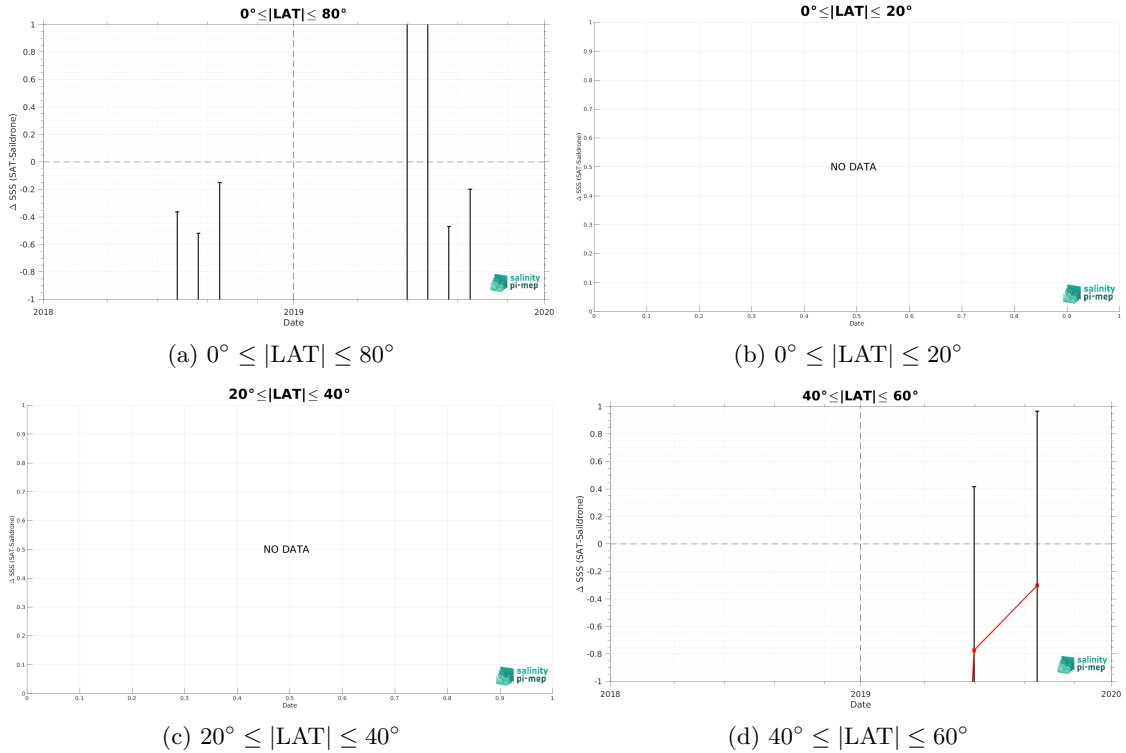 0°≤|LAT|≤ 80°
1
0.8
0.6
0.4
0.2
0
-0.2
-0.4
-0.6
-0.8
-1
Δ SSS (SAT-Saildrone)
2018
2019
2020
Date
salinity
pi-mep
(a) 0° ≤ |LAT| ≤ 80°
0°≤|LAT|≤ 20°
1
0.9
0.8
0.7
0.6
0.5
0.4
0.3
0.2
0.1
0
Δ SSS (SAT-Saildrone)
NO DATA
0 0.1 0.2 0.3 0.4 0.5 0.6 0.7 0.8 0.9 1
Date
salinity
pi-mep
(b) 0° ≤ |LAT| ≤ 20°
20°≤|LAT|≤ 40°
1
0.9
0.8
0.7
0.6
0.5
0.4
0.3
0.2
0.1
0
Δ SSS (SAT-Saildrone)
NO DATA
0 0.1 0.2 0.3 0.4 0.5 0.6 0.7 0.8 0.9 1
Date
salinity
pi-mep
(c) 20° ≤ |LAT| ≤ 40°
40°≤|LAT|≤ 60°
1
0.8
0.6
0.4
0.2
0
-0.2
-0.4
-0.6
-0.8
-1
Δ SSS (SAT-Saildrone)
2018
2019
2020
Date
salinity
pi-mep
(d) 40° ≤ |LAT| ≤ 60°